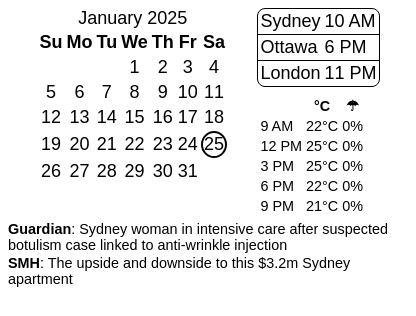 January 2025
Su Mo Tu We Th Fr Sa
1 2 3 4
5 6 7 8 9 10 11
12 13 14 15 16 17 18
19 20 21 22 23 24 25
26 27 28 29 30 31
Sydney 10 AM
Ottawa 6 PM
London 11 PM
°C ☂
9 AM 22°C 0%
12 PM 25°C 0%
3 PM 25°C 0%
6 PM 22°C 0%
9 PM 21°C 0%
Guardian: Sydney woman in intensive care after suspected
botulism case linked to anti-wrinkle injection
SMH: The upside and downside to this $3.2m Sydney
apartment